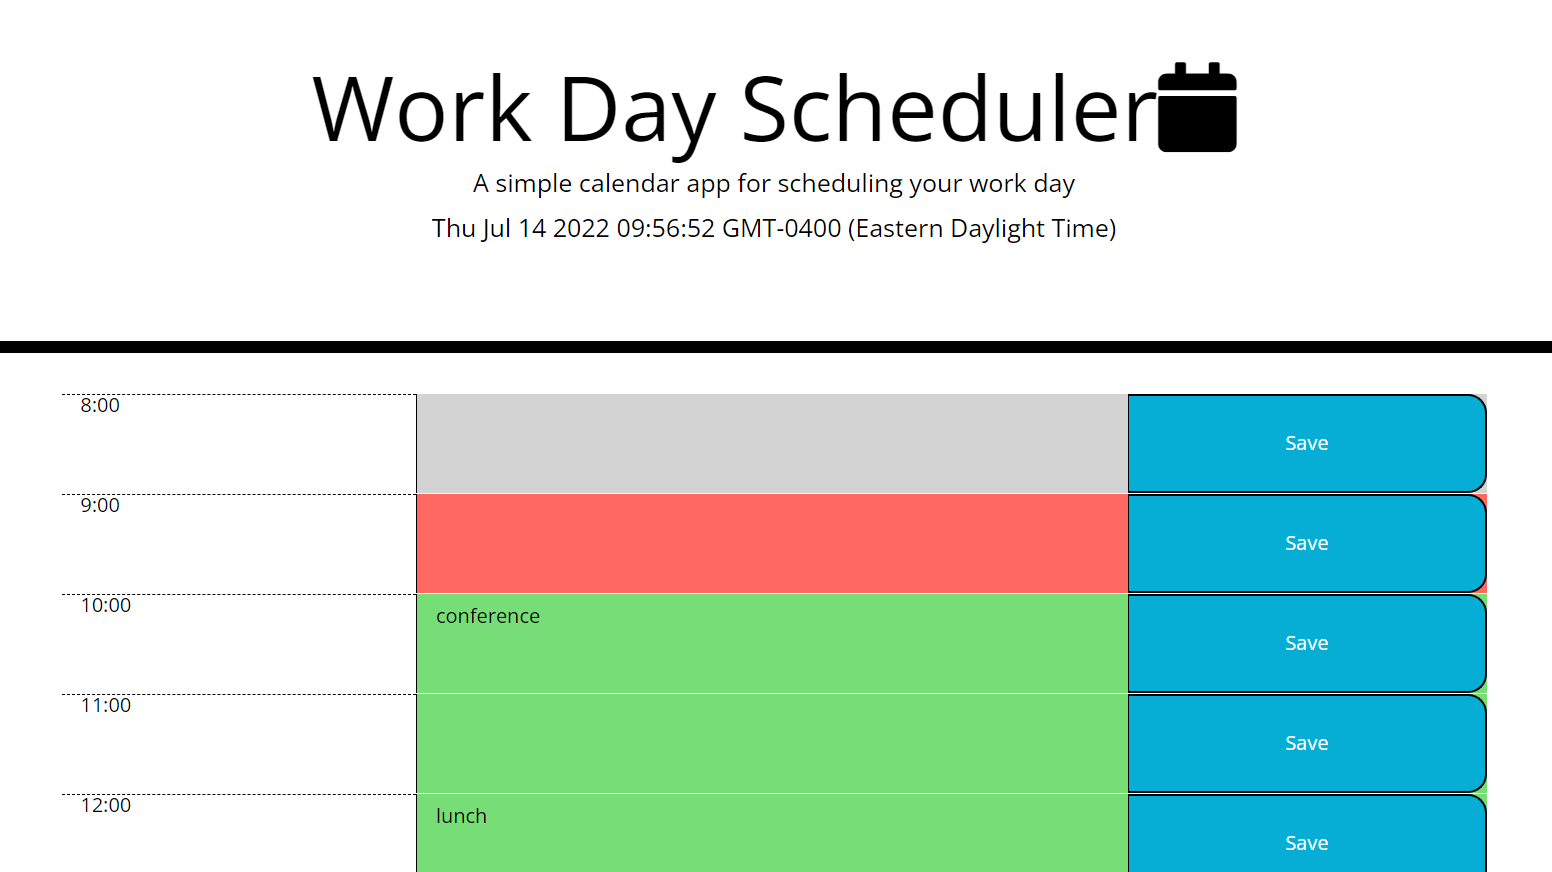 Work Day Scheduler
A simple calendar app for scheduling your work day
Thu Jul 14 2022 09:56:52 GMT-0400 (Eastern Daylight Time)
8:00
Save
9:00
Save
10:00
conference
Save
11:00
Save
12:00
lunch
Save